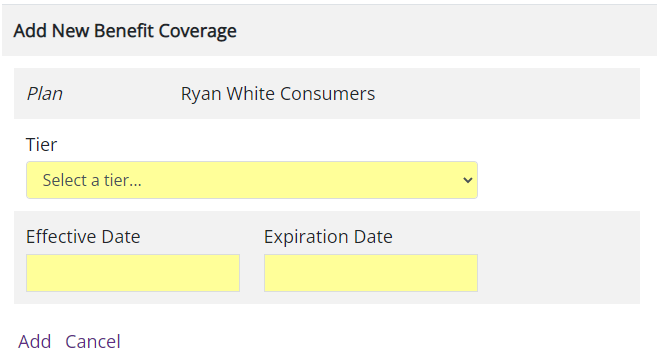 Add New Benefit Coverage
Plan Ryan White Consumers
Tier
Select a tier...
Effective Date Expiration Date
Add Cancel